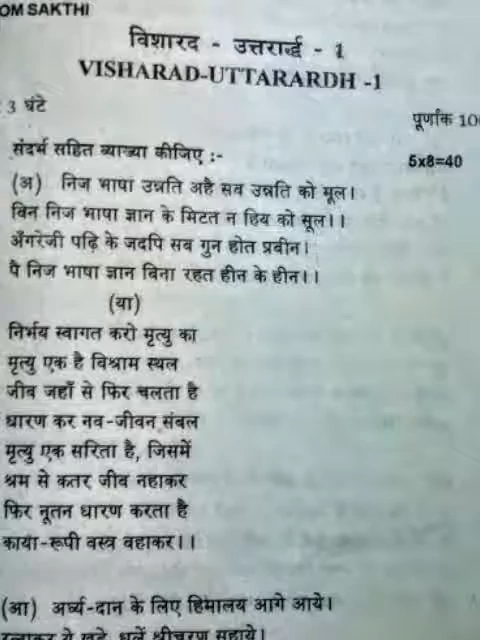 OM SAKTHI
विशारद - उत्तरार्द्ध - 1
VISHARAD-UTTARARDH -1
3 घंटे
पूर्णांक 10
संदर्भ सहित व्याख्या कीजिए :-
5x8=40
(अ) निज भाषा उन्नति अहै सब उन्नति को मूल।
बिन निज भाषा ज्ञान के मिटत न हिय को सूल।।
अँगरेजी पढ़ि के जदपि सब गुन होत प्रवीन।
पै निज भाषा ज्ञान बिना रहत हीन के हीन।।
(या)
निर्भय स्वागत करो मृत्यु का
मृत्यु एक है विश्राम स्थल
जीव जहाँ से फिर चलता है
धारण कर नव-जीवन संबल
मृत्यु एक सरिता है, जिसमें
श्रम से कतर जीव नहाकर
फिर नूतन धारण करता है
काया-रूपी वस्त्र वहाकर।।
(आ) अर्घ्य-दान के लिए हिमालय आगे आये।